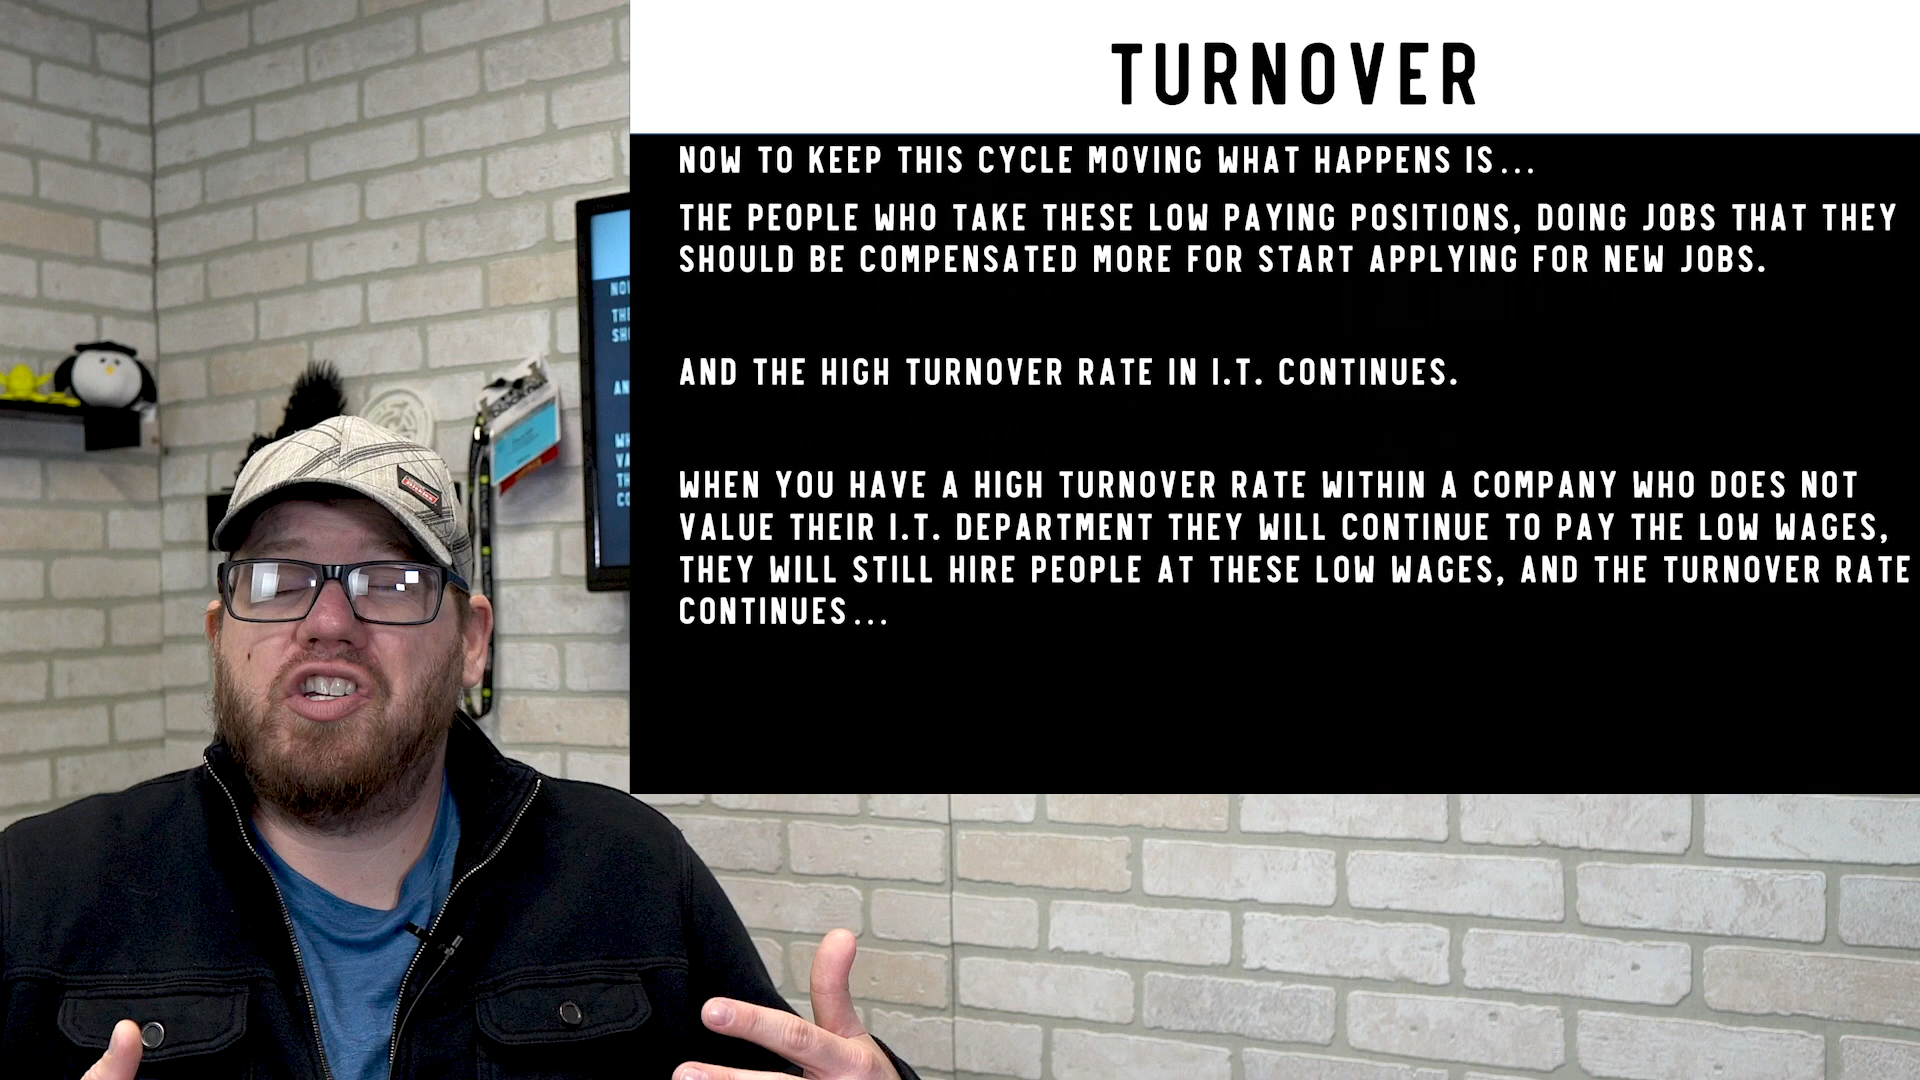 TURNOVER
NOW TO KEEP THIS CYCLE MOVING WHAT HAPPENS IS...
THE PEOPLE WHO TAKE THESE LOW PAYING POSITIONS, DOING JOBS THAT THEY
SHOULD BE COMPENSATED MORE FOR START APPLYING FOR NEW JOBS.
AND THE HIGH TURNOVER RATE IN I.T. CONTINUES.
WHEN YOU HAVE A HIGH TURNOVER RATE WITHIN A COMPANY WHO DOES NOT
VALUE THEIR I.T. DEPARTMENT THEY WILL CONTINUE TO PAY THE LOW WAGES,
THEY WILL STILL HIRE PEOPLE AT THESE LOW WAGES, AND THE TURNOVER RATE
CONTINUES...
Dickies